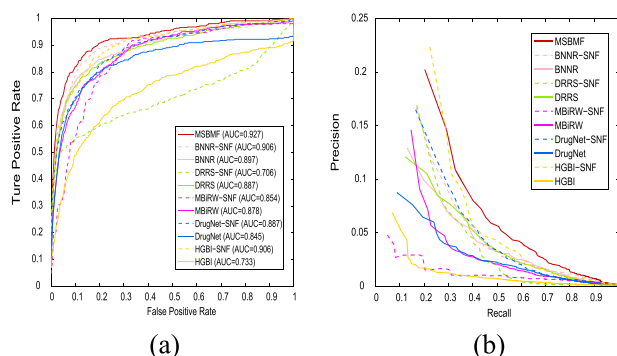 1
0.9
0.8
0.7
0.6
0.5
0.4
0.3
0.2
0.1
0
Ture Positive Rate
MSBMF (AUC=0.927)
BNNR-SNF (AUC=0.906)
BNNR (AUC=0.897)
DRRS-SNF (AUC=0.706)
DRRS (AUC=0.887)
MBiRW-SNF (AUC=0.854)
MBiRW (AUC=0.878)
DrugNet-SNF (AUC=0.887)
DrugNet (AUC=0.845)
HGBI-SNF (AUC=0.906)
HGBI (AUC=0.733)
0 0.1 0.2 0.3 0.4 0.5 0.6 0.7 0.8 0.9 1
False Positive Rate
(a)
0.25
0.2
0.15
0.1
0.05
0
Precision
MSBMF
BNNR-SNF
BNNR
DRRS-SNF
DRRS
MBiRW-SNF
MBiRW
DrugNet-SNF
DrugNet
HGBI-SNF
HGBI
0 0.1 0.2 0.3 0.4 0.5 0.6 0.7 0.8 0.9
Recall
(b)